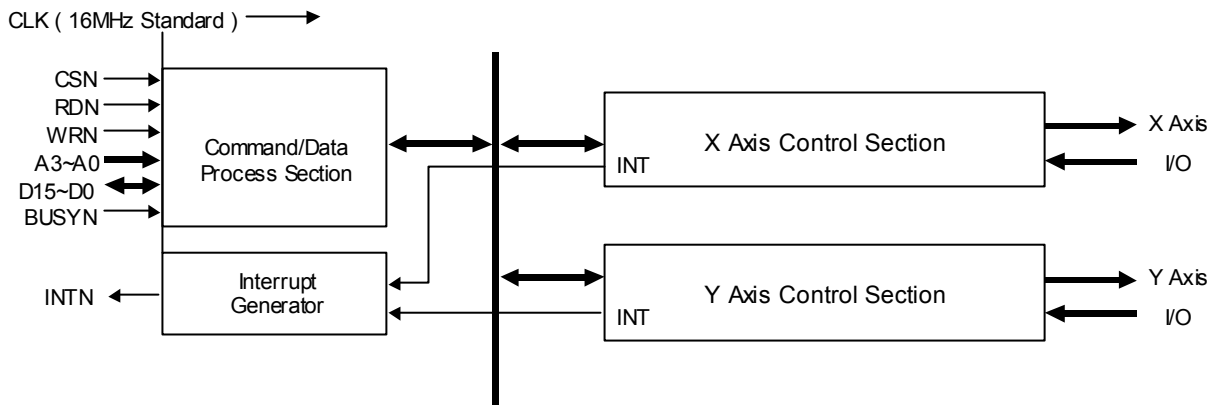 CLK ( 16MHz Standard )
CSN
RDN
WRN
A3~A0
D15~D0
BUSYN
INTN
Command/Data
Process Section
Interrupt
Generator
X Axis Control Section
INT
X Axis
I/O
Y Axis Control Section
INT
Y Axis
I/O